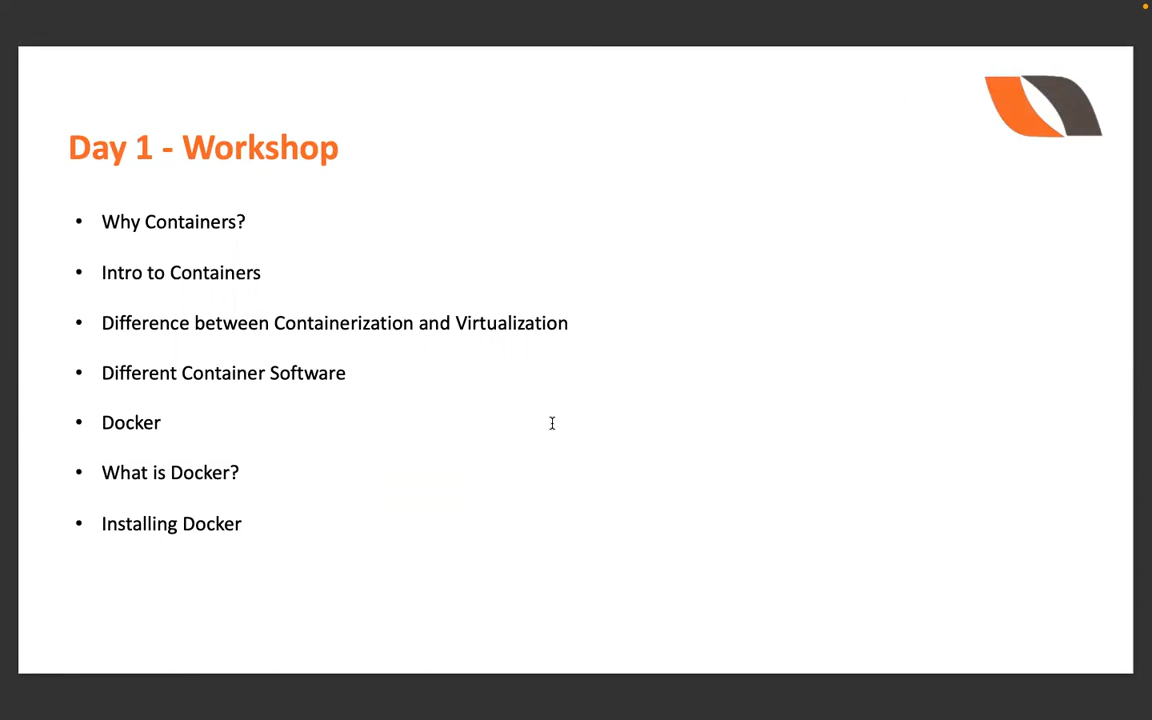 Day 1 - Workshop
• Why Containers?
• Intro to Containers
• Difference between Containerization and Virtualization
• Different Container Software
• Docker
• What is Docker?
• Installing Docker